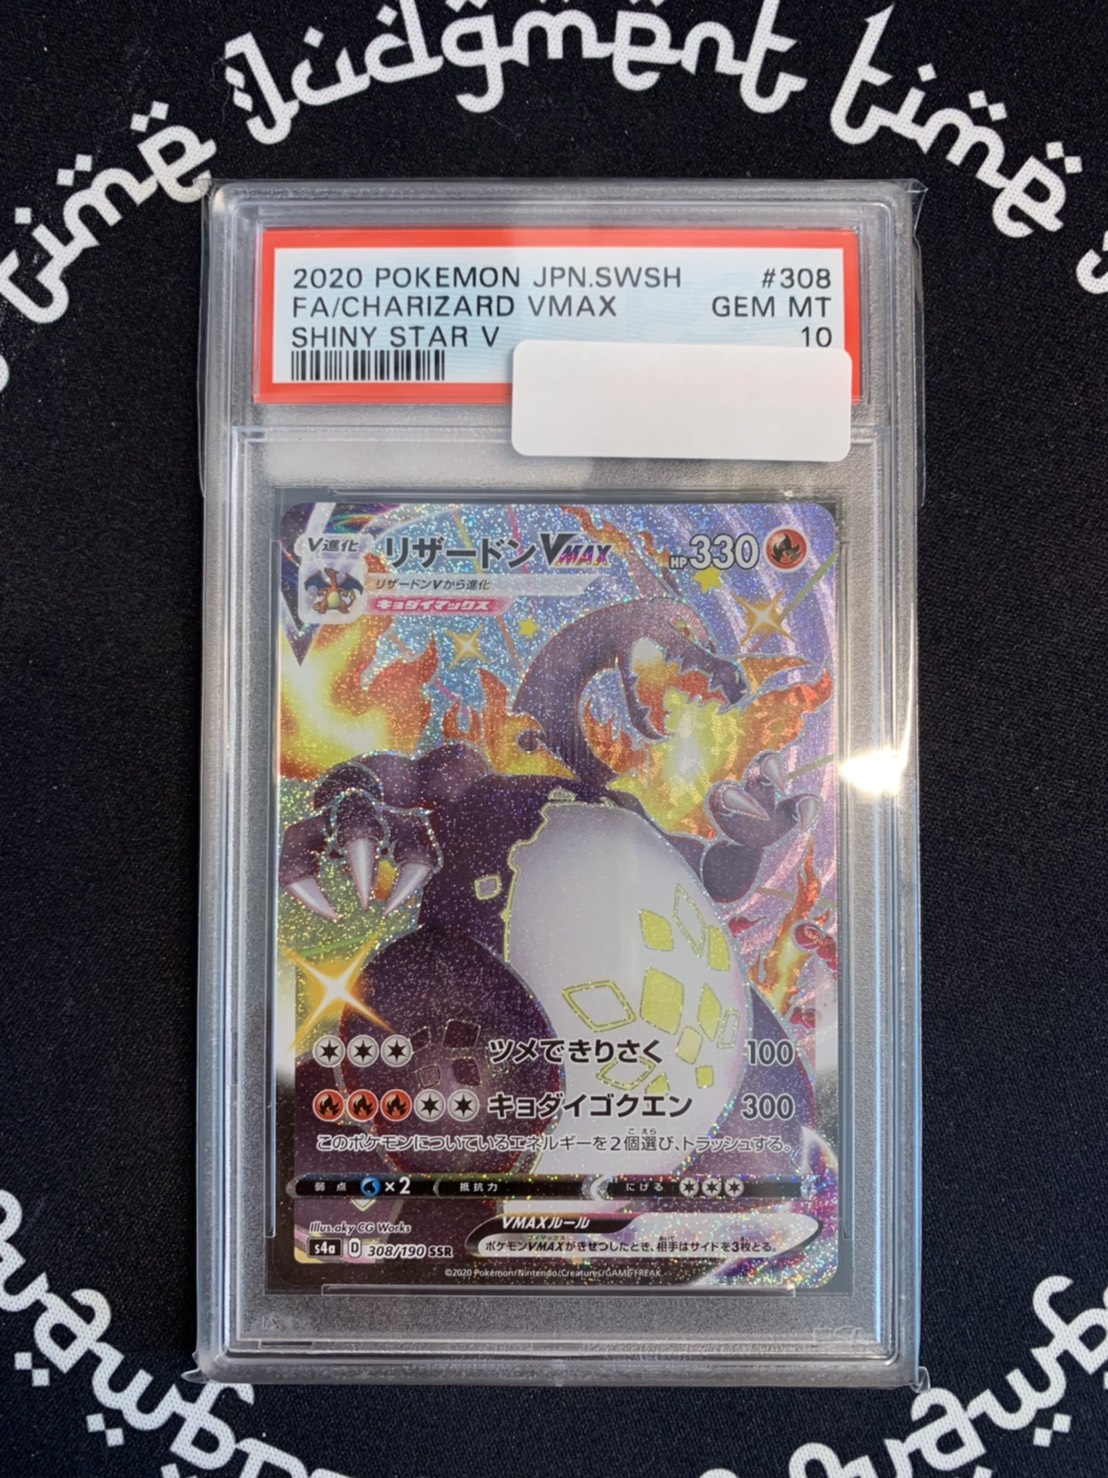 time Judgment time
2020 POKEMON JPN.SWSH #308
FA/CHARIZARD VMAX GEM MT
SHINY STAR V 10
V進化 リザードンVMAX HP330
リザードンVから進化
キョダイマックス
ツメできりさく 100
キョダイゴクエン 300
このポケモンについているエネルギーを2個選び、トラッシュする。
弱点 ×2 抵抗力 にげる
Illus.aky CG Works
VMAXルール
s4a D 308/190 SSR
ポケモンVMAXがきぜつしたとき、相手はサイドを3枚とる。
©2020 Pokémon/Nintendo/Creatures/GAME FREAK